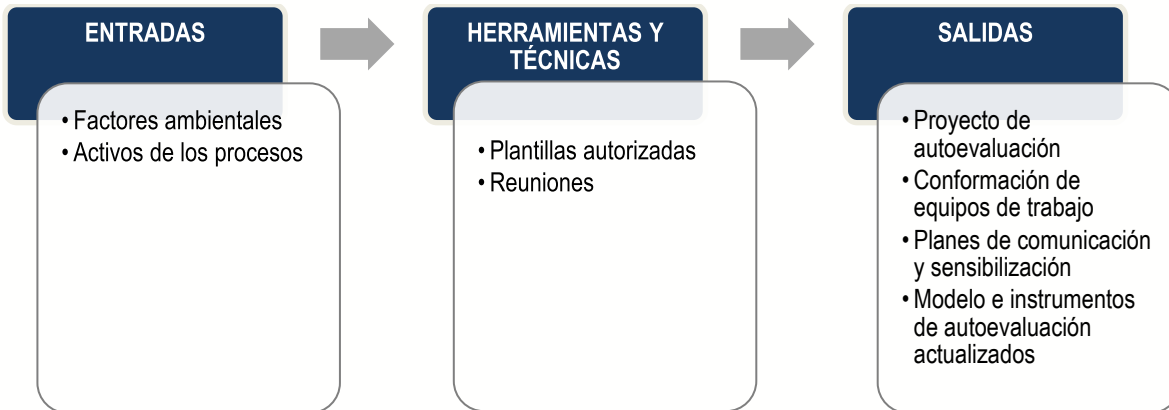 ENTRADAS
• Factores ambientales
• Activos de los procesos
HERRAMIENTAS Y
TÉCNICAS
• Plantillas autorizadas
• Reuniones
SALIDAS
• Proyecto de
autoevaluación
• Conformación de
equipos de trabajo
• Planes de comunicación
y sensibilización
• Modelo e instrumentos
de autoevaluación
actualizados